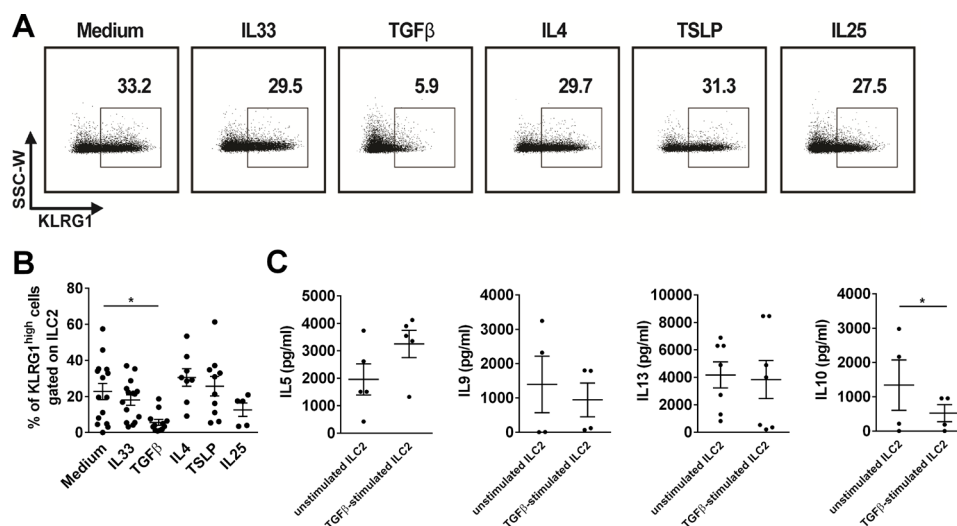 A
Medium IL33 TGFβ IL4 TSLP IL25
33.2 29.5 5.9 29.7 31.3 27.5
SSC-W
KLRG1
B
% of KLRG1high cells
gated on ILC2
80
60
40
20
0
*
Medium IL33 TGFβ IL4 TSLP IL25
C
IL5 (pg/ml)
5000
4000
3000
2000
1000
0
unstimulated ILC2
TGFβ-stimulated ILC2
IL9 (pg/ml)
4000
3000
2000
1000
0
unstimulated ILC2
TGFβ-stimulated ILC2
IL13 (pg/ml)
10000
8000
6000
4000
2000
0
unstimulated ILC2
TGFβ-stimulated ILC2
IL10 (pg/ml)
4000
3000
2000
1000
0
*
unstimulated ILC2
TGFβ-stimulated ILC2